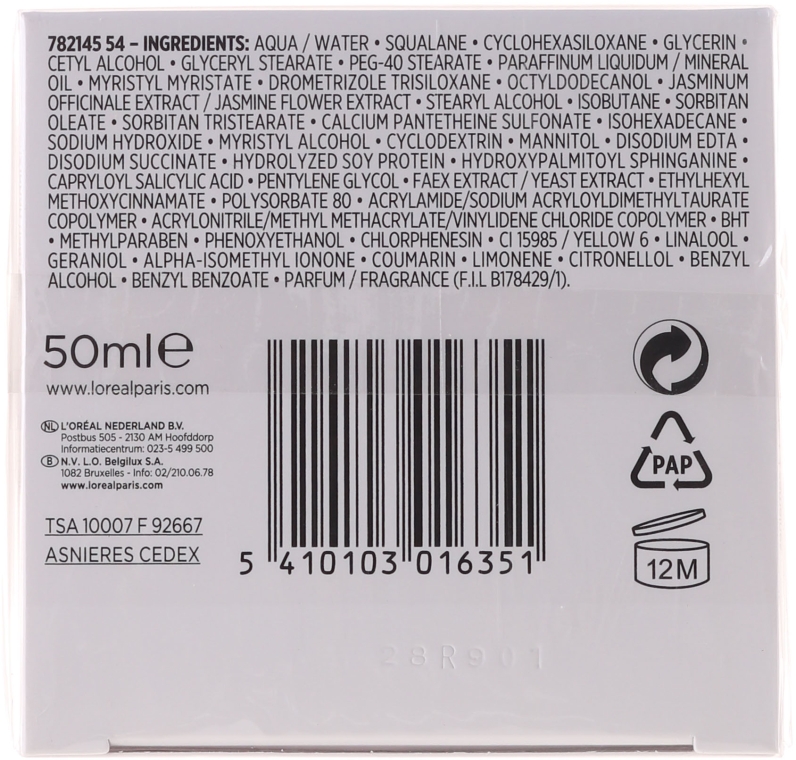 782145 54 – INGREDIENTS: AQUA / WATER • SQUALANE • CYCLOHEXASILOXANE • GLYCERIN •
CETYL ALCOHOL • GLYCERYL STEARATE • PEG-40 STEARATE • PARAFFINUM LIQUIDUM / MINERAL
OIL • MYRISTYL MYRISTATE • DROMETRIZOLE TRISILOXANE • OCTYLDODECANOL • JASMINUM
OFFICINALE EXTRACT / JASMINE FLOWER EXTRACT • STEARYL ALCOHOL • ISOBUTANE • SORBITAN
OLEATE • SORBITAN TRISTEARATE • CALCIUM PANTETHEINE SULFONATE • ISOHEXADECANE •
SODIUM HYDROXIDE • MYRISTYL ALCOHOL • CYCLODEXTRIN • MANNITOL • DISODIUM EDTA •
DISODIUM SUCCINATE • HYDROLYZED SOY PROTEIN • HYDROXYPALMITOYL SPHINGANINE •
CAPRYLOYL SALICYLIC ACID • PENTYLENE GLYCOL • FAEX EXTRACT / YEAST EXTRACT • ETHYLHEXYL
METHOXYCINNAMATE • POLYSORBATE 80 • ACRYLAMIDE/SODIUM ACRYLOYLDIMETHYLTAURATE
COPOLYMER • ACRYLONITRILE/METHYL METHACRYLATE/VINYLIDENE CHLORIDE COPOLYMER • BHT
• METHYLPARABEN • PHENOXYETHANOL • CHLORPHENESIN • CI 15985 / YELLOW 6 • LINALOOL •
GERANIOL • ALPHA-ISOMETHYL IONONE • COUMARIN • LIMONENE • CITRONELLOL • BENZYL
ALCOHOL • BENZYL BENZOATE • PARFUM / FRAGRANCE (F.I.L B178429/1).
50ml℮
www.lorealparis.com
NL L'ORÉAL NEDERLAND B.V.
Postbus 505 - 2130 AM Hoofddorp
Informatiecentrum: 023-5 499 500
B N.V. L.O. Belgilux S.A.
1082 Bruxelles - Info: 02/210.06.78
www.lorealparis.com
TSA 10007 F 92667
ASNIERES CEDEX
5 410103 016351
PAP
12M
28R901